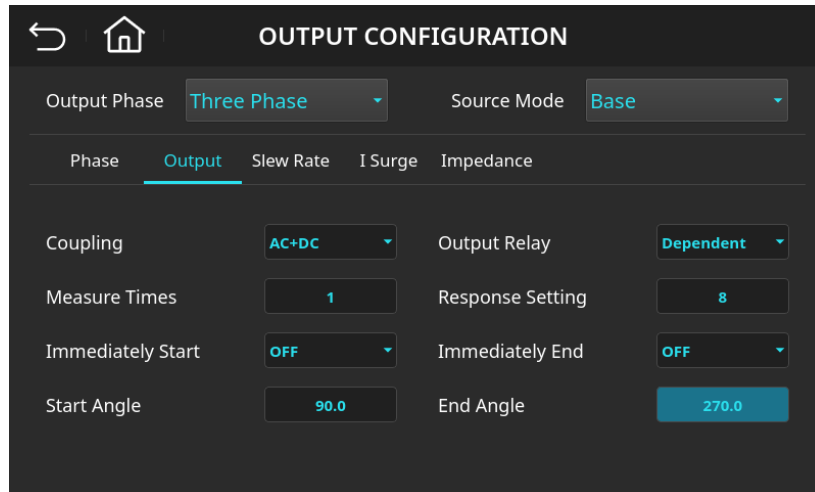 OUTPUT CONFIGURATION
Output Phase Three Phase Source Mode Base
Phase Output Slew Rate I Surge Impedance
Coupling AC+DC Output Relay Dependent
Measure Times 1 Response Setting 8
Immediately Start OFF Immediately End OFF
Start Angle 90.0 End Angle 270.0